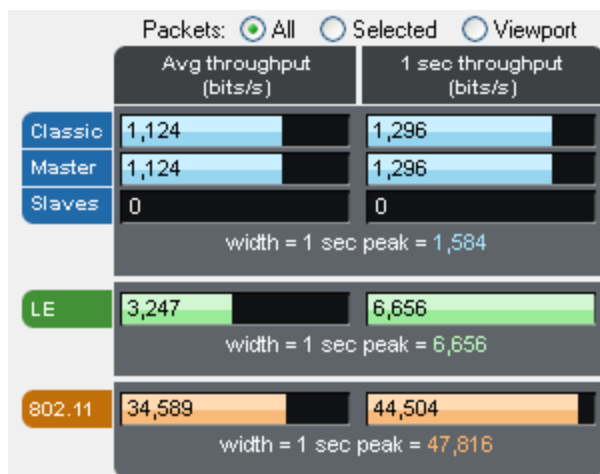 Packets: All Selected Viewport
Avg throughput (bits/s) 1 sec throughput (bits/s)
Classic 1,124 1,296
Master 1,124 1,296
Slaves 0 0
width = 1 sec peak = 1,584
LE 3,247 6,656
width = 1 sec peak = 6,656
802.11 34,589 44,504
width = 1 sec peak = 47,816